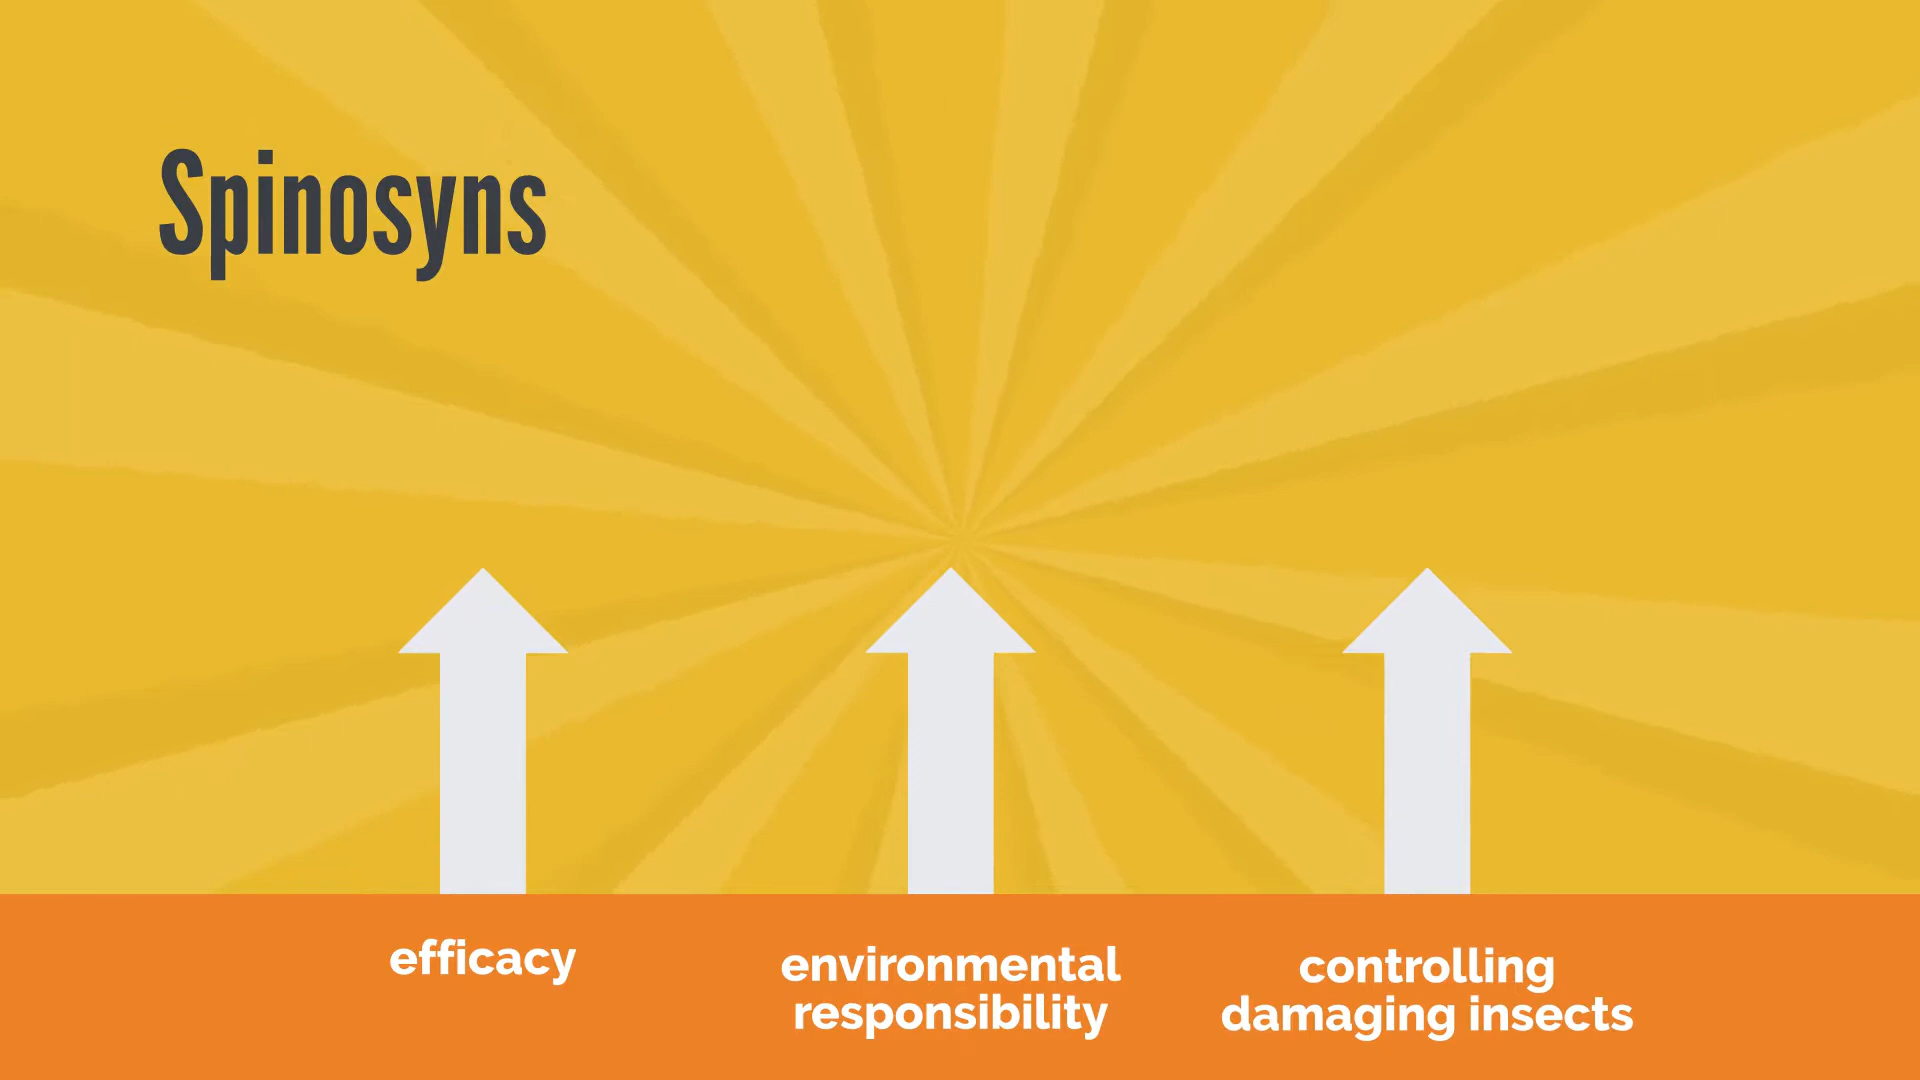 Spinosyns
efficacy
environmental
responsibility
controlling
damaging insects